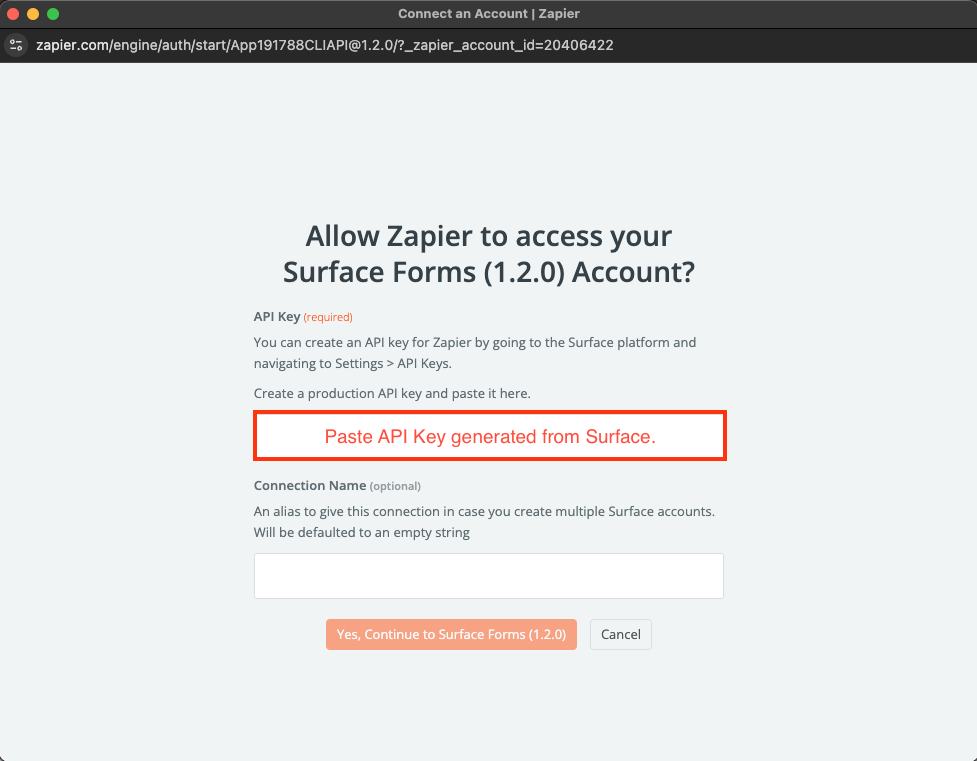 Connect an Account | Zapier
zapier.com/engine/auth/start/App191788CLIAPI@1.2.0/?_zapier_account_id=20406422
Allow Zapier to access your
Surface Forms (1.2.0) Account?
API Key (required)
You can create an API key for Zapier by going to the Surface platform and
navigating to Settings > API Keys.
Create a production API key and paste it here.
Paste API Key generated from Surface.
Connection Name (optional)
An alias to give this connection in case you create multiple Surface accounts.
Will be defaulted to an empty string
Yes, Continue to Surface Forms (1.2.0)
Cancel